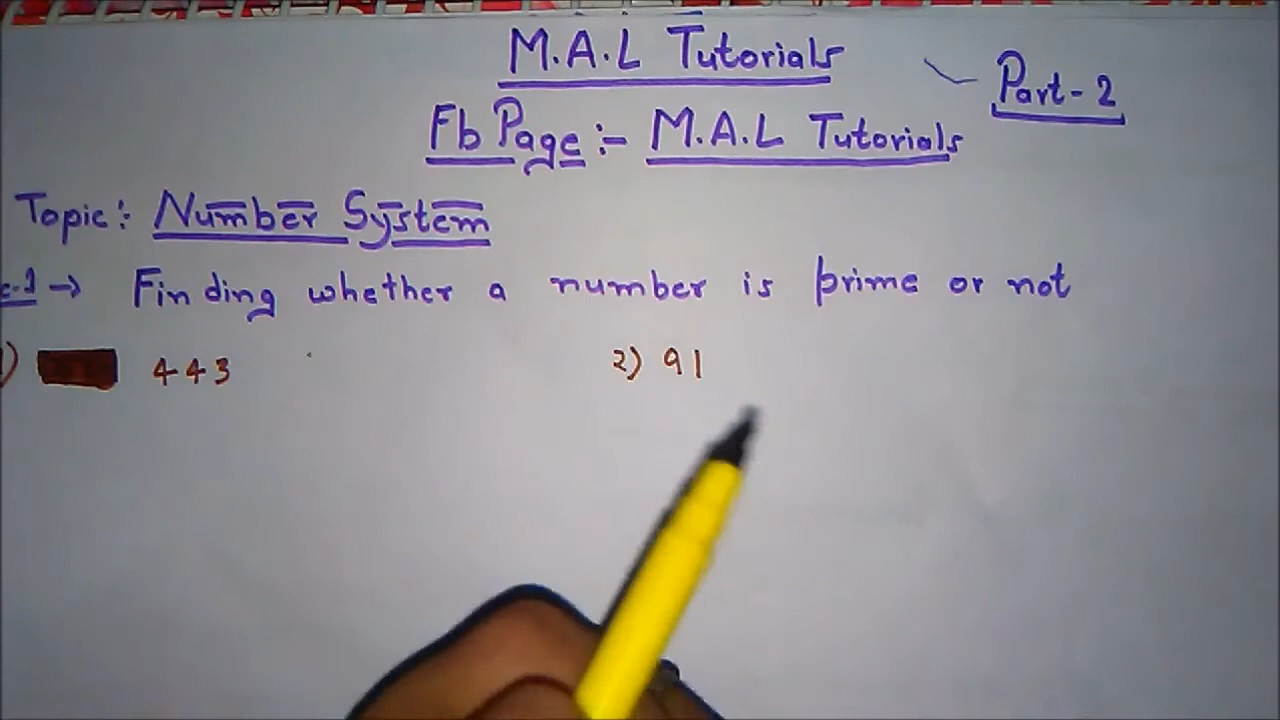 M.A.L Tutorials
Part-2
Fb Page:- M.A.L Tutorials
Topic: Number System
→ Finding whether a number is prime or not
1) 443
2) 91